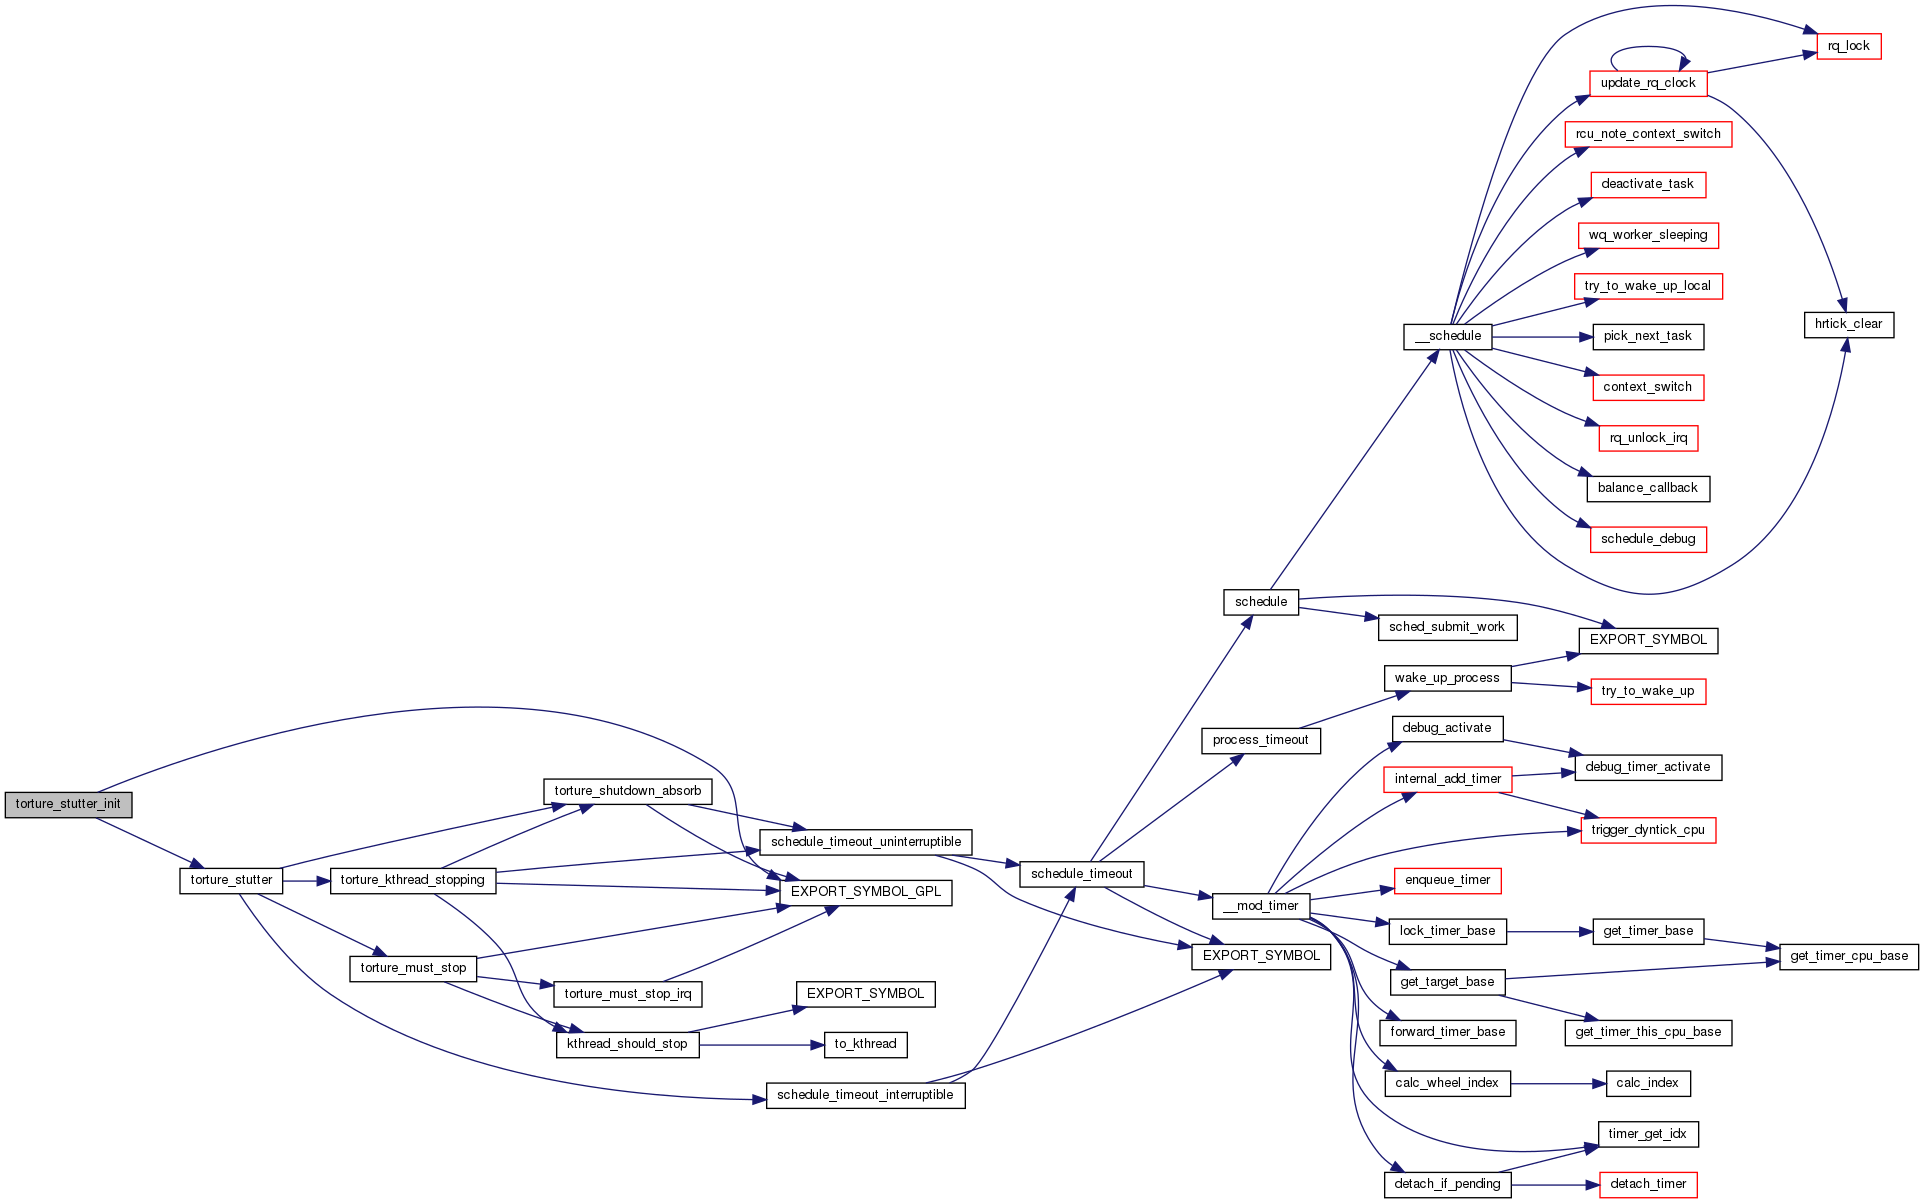 rq_lock
update_rq_clock
rcu_note_context_switch
deactivate_task
wq_worker_sleeping
try_to_wake_up_local
hrtick_clear
__schedule
pick_next_task
context_switch
rq_unlock_irq
balance_callback
schedule_debug
schedule
sched_submit_work
EXPORT_SYMBOL
wake_up_process
try_to_wake_up
process_timeout
debug_activate
debug_timer_activate
internal_add_timer
torture_shutdown_absorb
torture_stutter_init
trigger_dyntick_cpu
schedule_timeout_uninterruptible
schedule_timeout
torture_stutter
torture_kthread_stopping
EXPORT_SYMBOL_GPL
enqueue_timer
__mod_timer
lock_timer_base
get_timer_base
EXPORT_SYMBOL
get_timer_cpu_base
torture_must_stop
get_target_base
torture_must_stop_irq
EXPORT_SYMBOL
forward_timer_base
get_timer_this_cpu_base
kthread_should_stop
to_kthread
calc_wheel_index
calc_index
schedule_timeout_interruptible
timer_get_idx
detach_if_pending
detach_timer